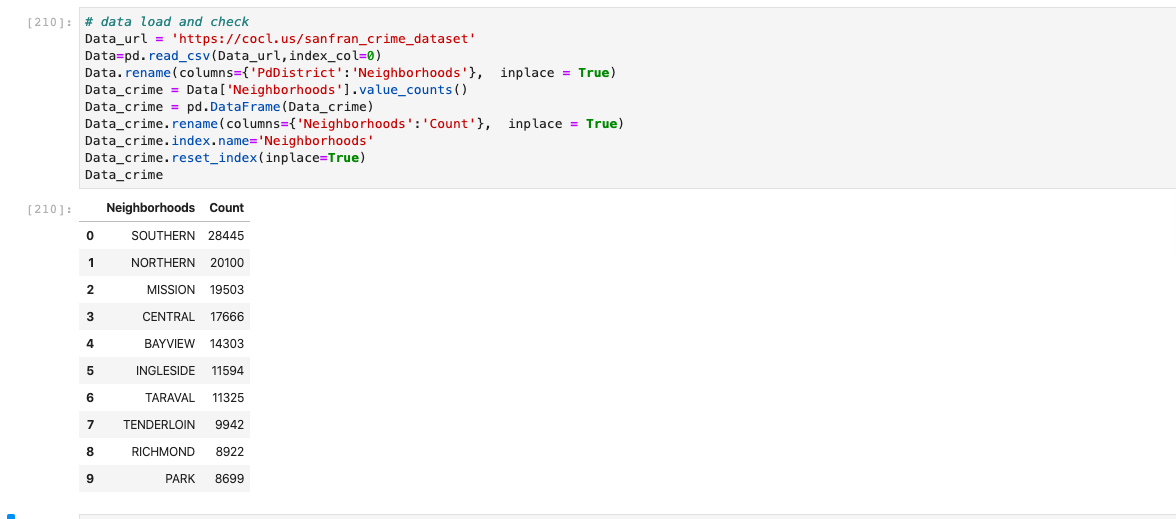 [210]: # data load and check
Data_url = 'https://cocl.us/sanfran_crime_dataset'
Data=pd.read_csv(Data_url,index_col=0)
Data.rename(columns={'PdDistrict':'Neighborhoods'},  inplace = True)
Data_crime = Data['Neighborhoods'].value_counts()
Data_crime = pd.DataFrame(Data_crime)
Data_crime.rename(columns={'Neighborhoods':'Count'},  inplace = True)
Data_crime.index.name='Neighborhoods'
Data_crime.reset_index(inplace=True)
Data_crime
[210]: Neighborhoods Count
0 SOUTHERN 28445
1 NORTHERN 20100
2 MISSION 19503
3 CENTRAL 17666
4 BAYVIEW 14303
5 INGLESIDE 11594
6 TARAVAL 11325
7 TENDERLOIN 9942
8 RICHMOND 8922
9 PARK 8699